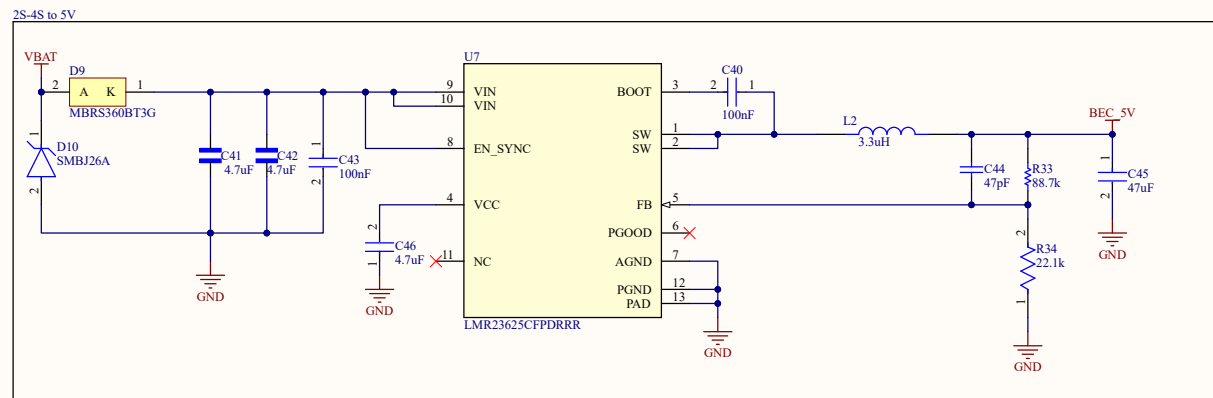 2S-4S to 5V
VBAT
D9
2 A K 1
MBRS360BT3G
1
D10
SMBJ26A
2
C41
4.7uF
C42
4.7uF
1
C43
100nF
2
U7
9 VIN
10 VIN
8 EN_SYNC
4 VCC
11 NC
2
C46
4.7uF
1
GND
GND
BOOT 3
SW 1
SW 2
FB 5
PGOOD 6
AGND 7
PGND 12
PAD 13
LMR23625CFPDRRR
GND
C40
2 1
100nF
L2
3.3uH
BEC_5V
C44
47pF
R33
88.7k
1
C45
47uF
2
GND
2
R34
22.1k
1
GND